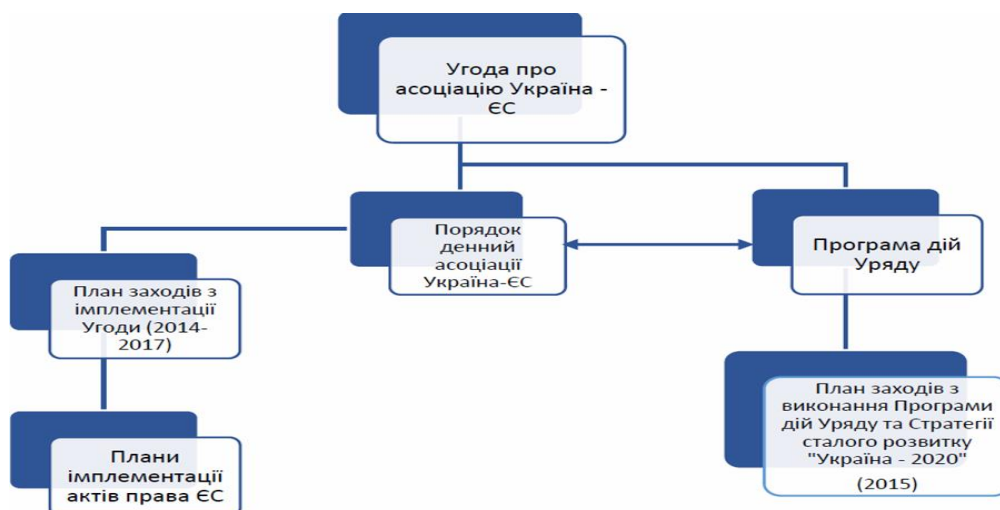 Угода про
асоціацію Україна -
ЄС
Порядок
денний
асоціації
Україна-ЄС
Програма дій
Уряду
План заходів з
імплементації
Угоди (2014-
2017)
План заходів з
виконання Програми
дій Уряду та Стратегії
сталого розвитку
"Україна - 2020"
(2015)
Плани
імплементації
актів права ЄС